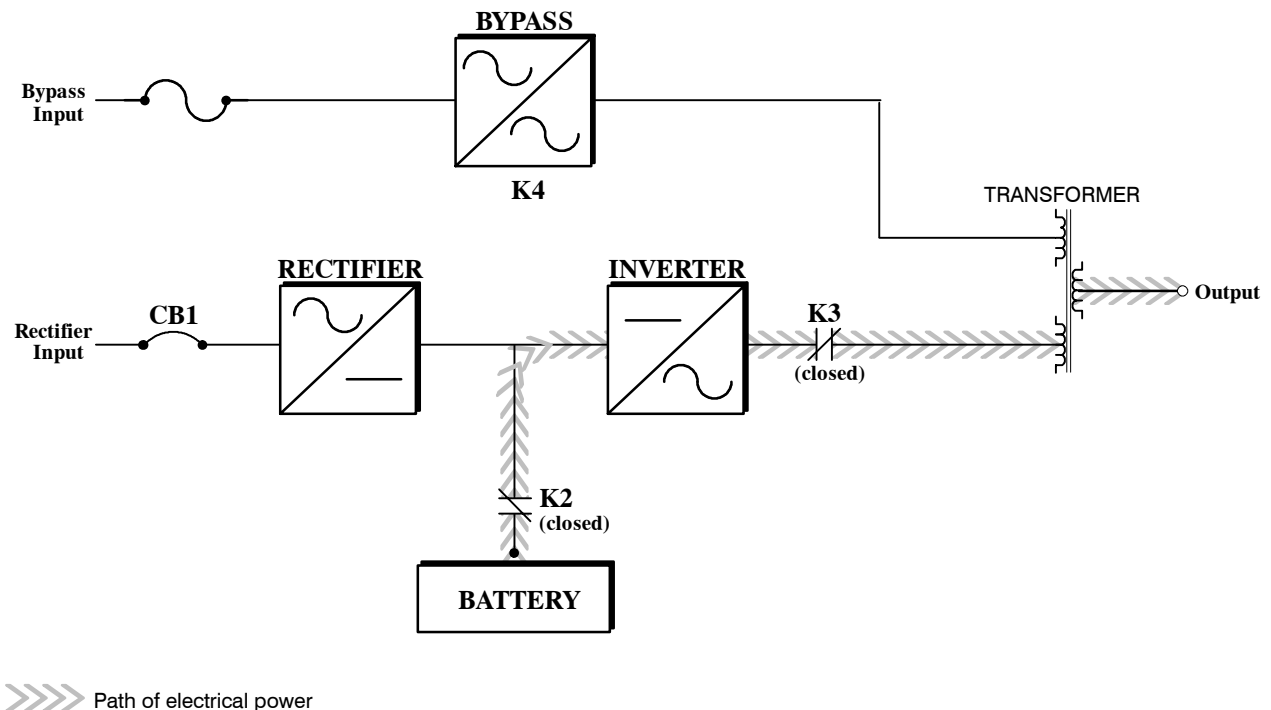 BYPASS
Bypass
Input
K4
TRANSFORMER
RECTIFIER
INVERTER
Output
CB1
K3
Rectifier
Input
(closed)
K2
(closed)
BATTERY
Path of electrical power